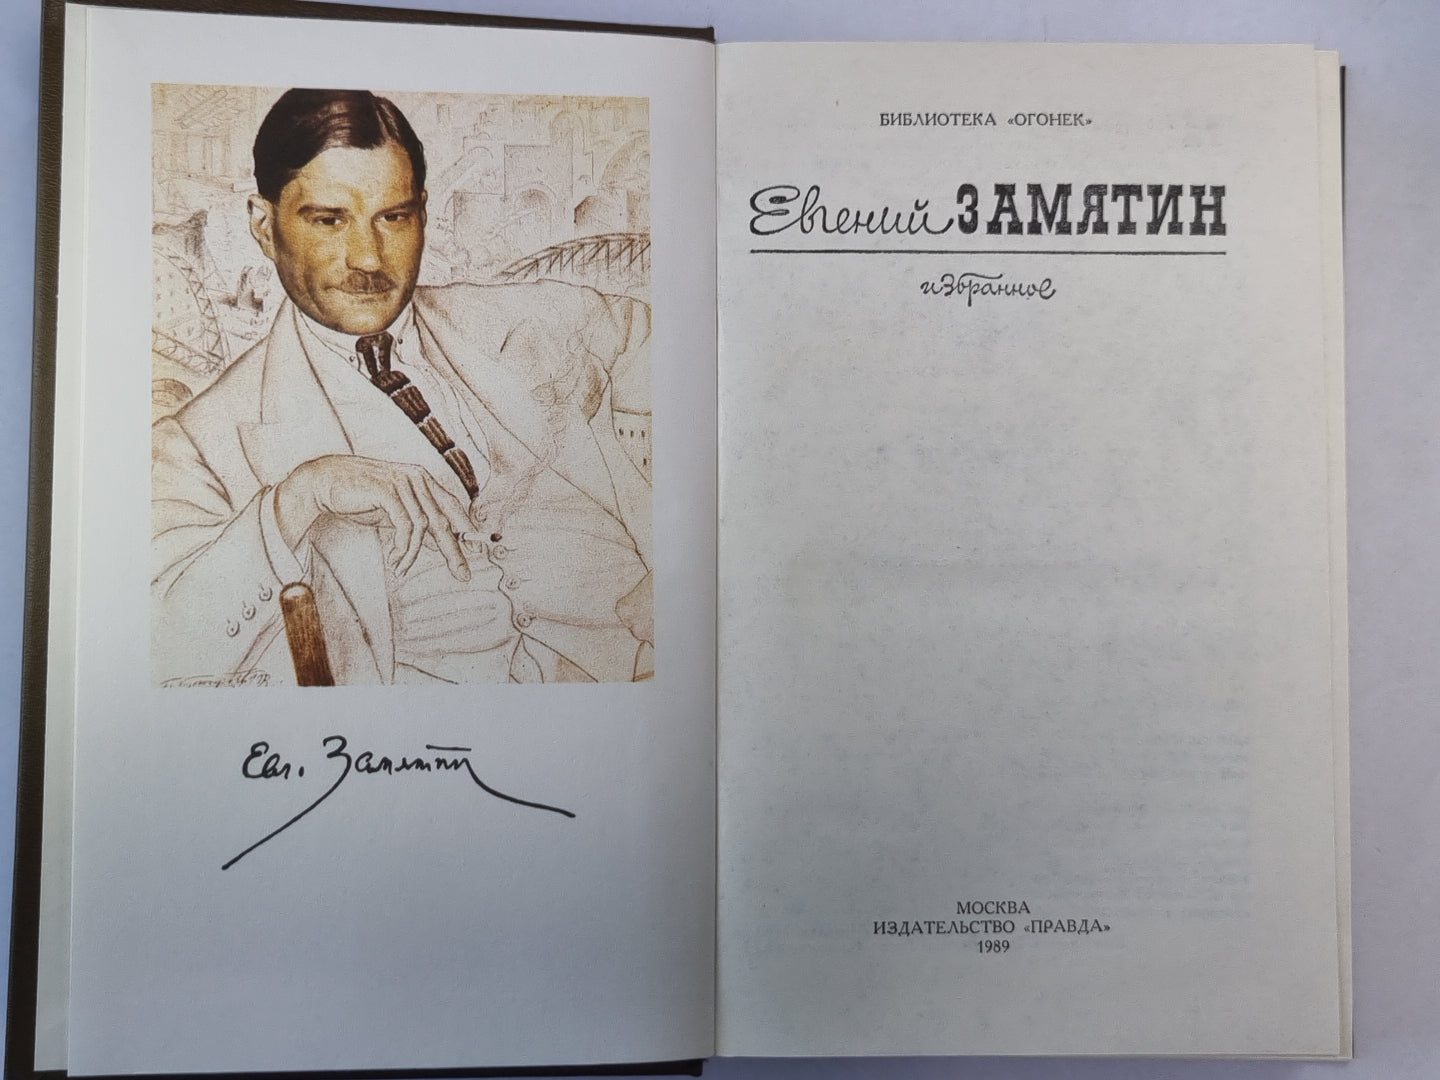 Евг. Замятин
БИБЛИОТЕКА «ОГОНЕК»
Евгений ЗАМЯТИН
избранное
МОСКВА
ИЗДАТЕЛЬСТВО «ПРАВДА»
1989